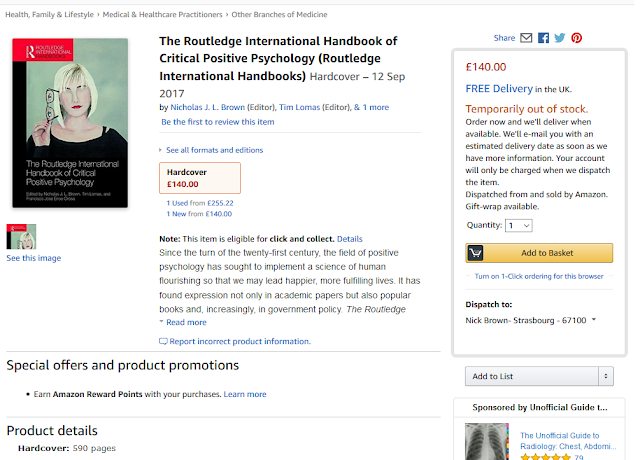 Health, Family & Lifestyle › Medical & Healthcare Practitioners › Other Branches of Medicine
ROUTLEDGE
INTERNATIONAL
HANDBOOKS
The Routledge International
Handbook of Critical
Positive Psychology
See this image
The Routledge International Handbook of
Critical Positive Psychology (Routledge
International Handbooks) Hardcover – 12 Sep
2017
by Nicholas J. L. Brown (Editor), Tim Lomas (Editor), & 1 more
Be the first to review this item
See all formats and editions
Hardcover
£140.00
1 Used from £255.22
1 New from £140.00
Note: This item is eligible for click and collect. Details
Since the turn of the twenty-first century, the field of positive
psychology has sought to implement a science of human
flourishing so that we may lead happier, more fulfilling lives. It has
found expression not only in academic papers but also popular
books and, increasingly, in government policy. The Routledge
Read more
Report incorrect product information.
Share
£140.00
FREE Delivery in the UK.
Temporarily out of stock.
Order now and we'll deliver when
available. We'll e-mail you with an
estimated delivery date as soon as we
have more information. Your account
will only be charged when we dispatch
the item.
Dispatched from and sold by Amazon.
Gift-wrap available.
Quantity: 1
Add to Basket
Turn on 1-Click ordering for this browser
Dispatch to:
Nick Brown- Strasbourg - 67100
Add to List
Special offers and product promotions
• Earn Amazon Reward Points with your purchases. Learn more
Product details
Hardcover: 590 pages
Sponsored by Unofficial Guide t...
The Unofficial Guide to
Radiology: Chest, Abdomi...
79